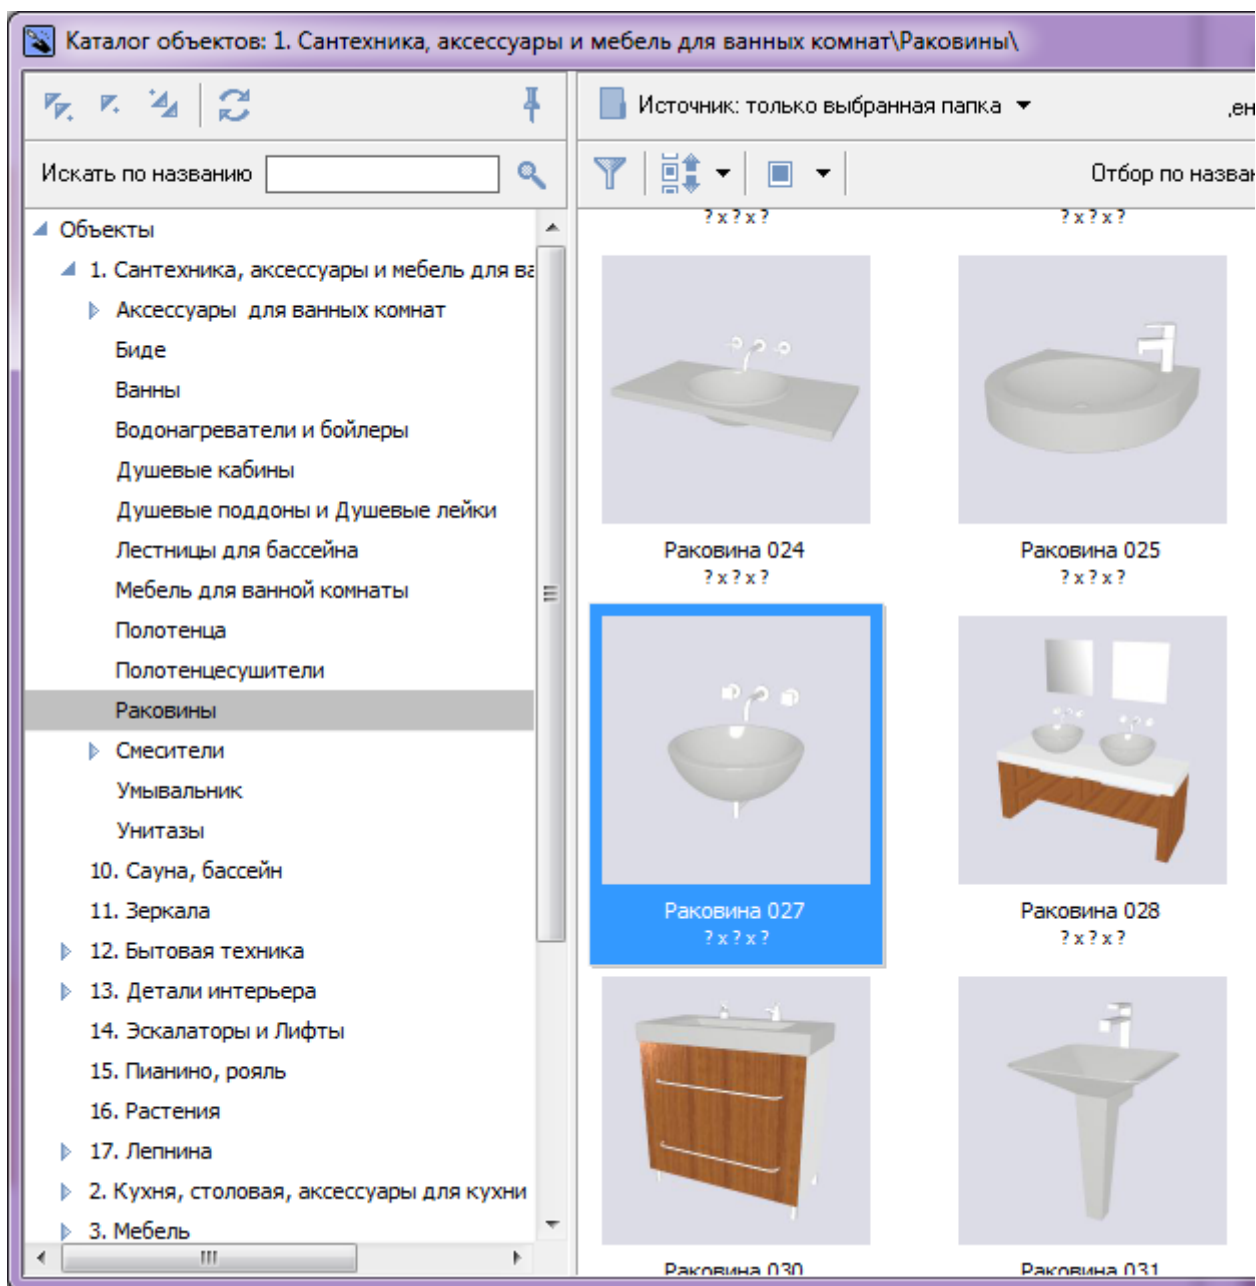 Каталог объектов: 1. Сантехника, аксессуары и мебель для ванных комнат\Раковины\
Источник: только выбранная папка
Искать по названию
Отбор по назван
Объекты
1. Сантехника, аксессуары и мебель для ва
Аксессуары для ванных комнат
Биде
Ванны
Водонагреватели и бойлеры
Душевые кабины
Душевые поддоны и Душевые лейки
Лестницы для бассейна
Мебель для ванной комнаты
Полотенца
Полотенцесушители
Раковины
Смесители
Умывальник
Унитазы
10. Сауна, бассейн
11. Зеркала
12. Бытовая техника
13. Детали интерьера
14. Эскалаторы и Лифты
15. Пианино, рояль
16. Растения
17. Лепнина
2. Кухня, столовая, аксессуары для кухни
3. Мебель
? x ? x ?
? x ? x ?
Раковина 024
? x ? x ?
Раковина 025
? x ? x ?
Раковина 027
? x ? x ?
Раковина 028
? x ? x ?
Раковина 030
Раковина 031